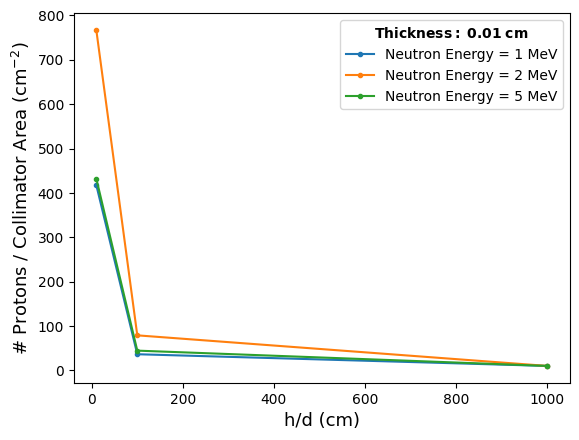 Thickness: 0.01 cm
Neutron Energy = 1 MeV
Neutron Energy = 2 MeV
Neutron Energy = 5 MeV
# Protons / Collimator Area (cm⁻²)
800
700
600
500
400
300
200
100
0
0 200 400 600 800 1000
h/d (cm)